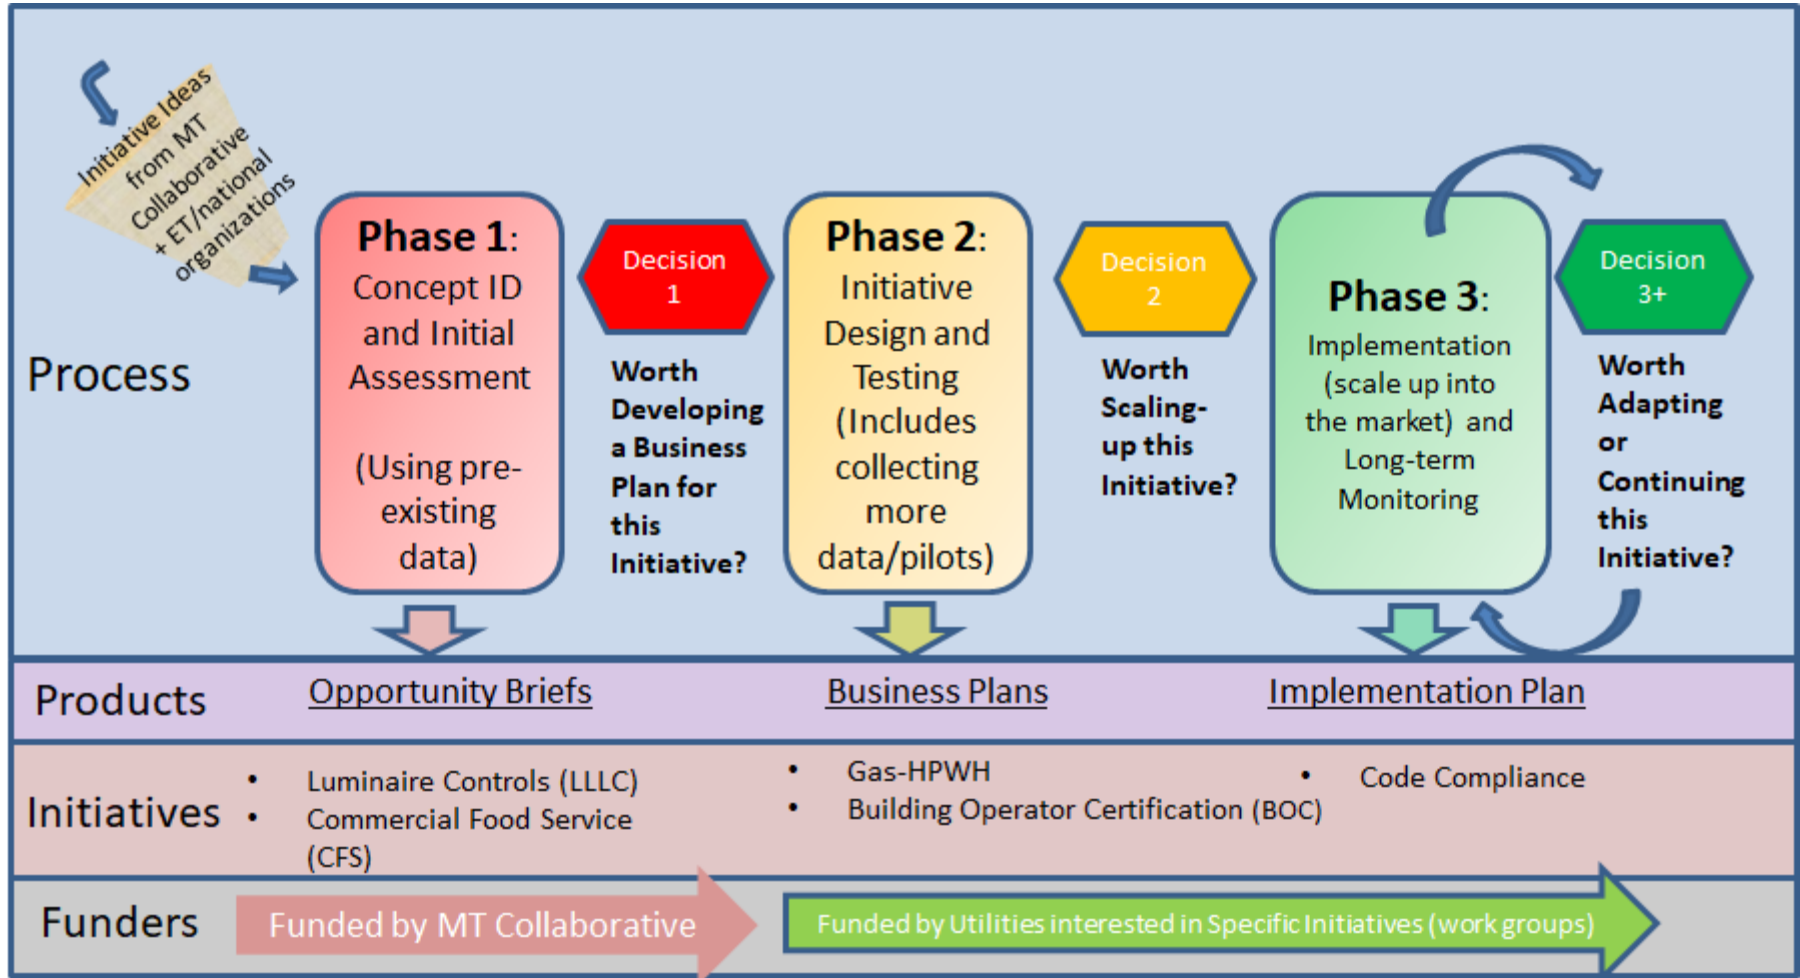 Initiative Ideas
from MT
Collaborative
+ ET/national
organizations
Process
Phase 1:
Concept ID
and Initial
Assessment
(Using pre-
existing
data)
Decision
1
Worth
Developing
a Business
Plan for
this
Initiative?
Phase 2:
Initiative
Design and
Testing
(Includes
collecting
more
data/pilots)
Decision
2
Worth
Scaling-
up this
Initiative?
Phase 3:
Implementation
(scale up into
the market) and
Long-term
Monitoring
Decision
3+
Worth
Adapting
or
Continuing
this
Initiative?
Products
Opportunity Briefs
Business Plans
Implementation Plan
Initiatives
• Luminaire Controls (LLLC)
• Commercial Food Service
(CFS)
• Gas-HPWH
• Building Operator Certification (BOC)
• Code Compliance
Funders
Funded by MT Collaborative
Funded by Utilities interested in Specific Initiatives (work groups)